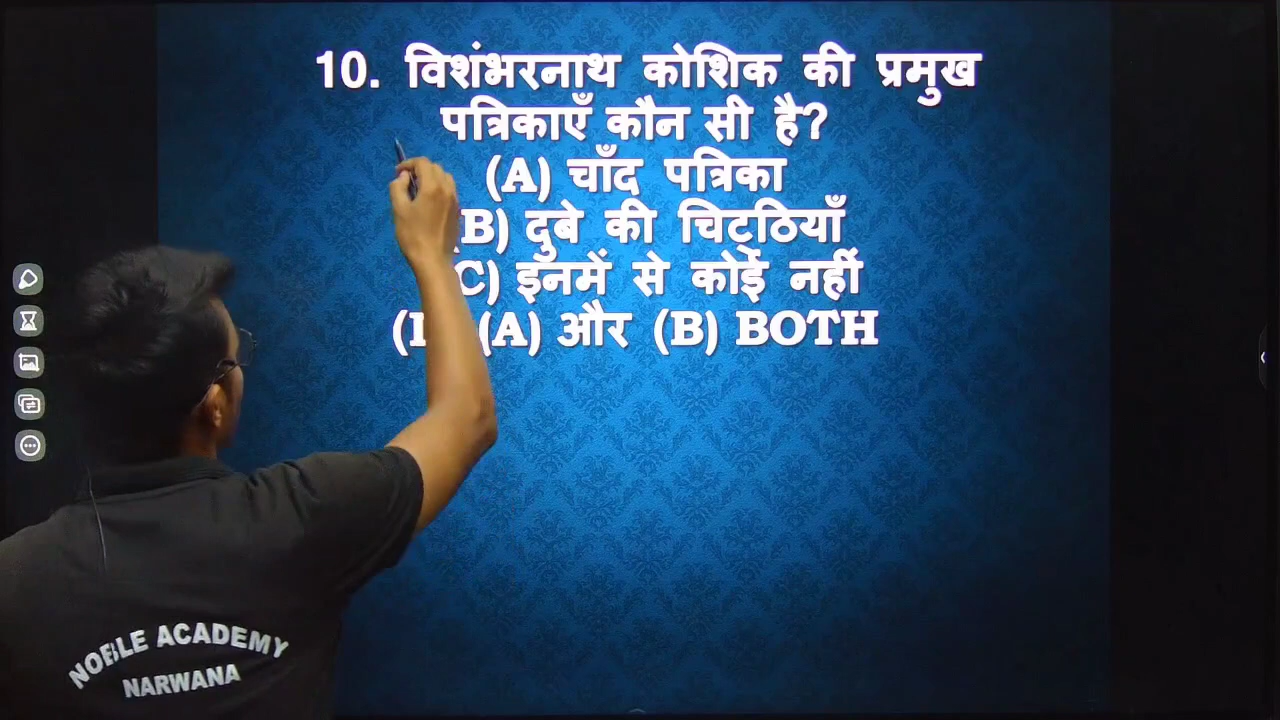 10. विशंभरनाथ कोशिक की प्रमुख
पत्रिकाएँ कौन सी है?
(A) चाँद पत्रिका
B) दुबे की चिट्ठियाँ
C) इनमें से कोई नहीं
(A) और (B) BOTH
NOBLE ACADEMY
NARWANA